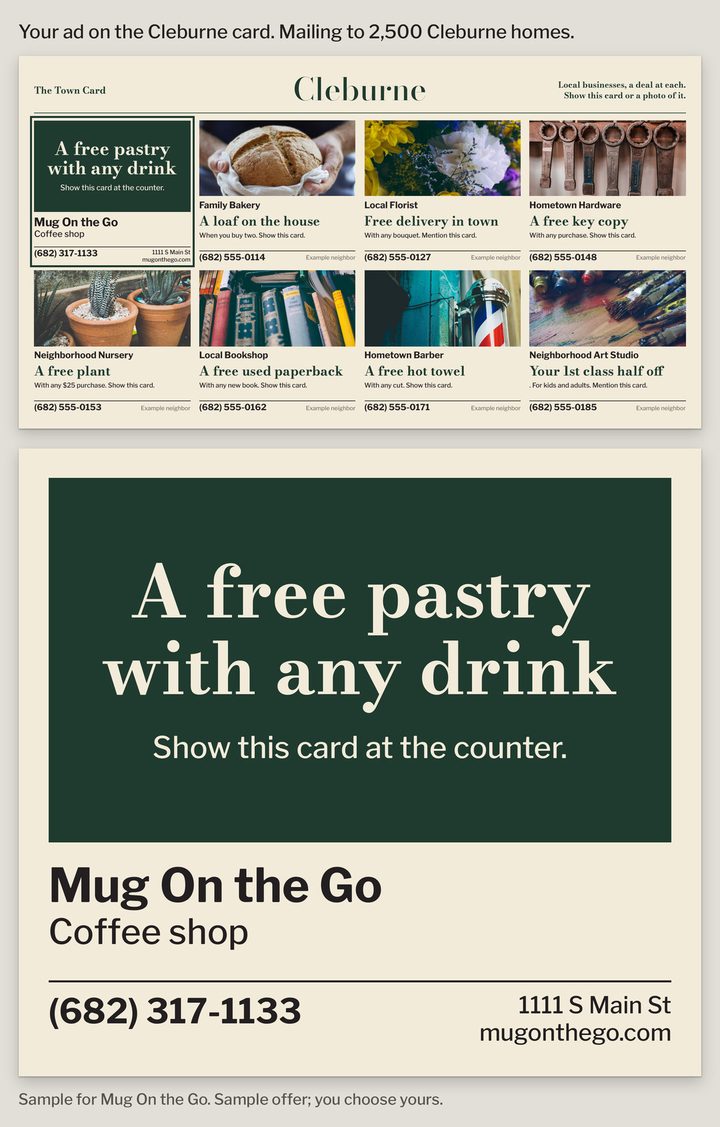 Your ad on the Cleburne card. Mailing to 2,500 Cleburne homes.
The Town Card
Cleburne
Local businesses, a deal at each.
Show this card or a photo of it.
A free pastry
with any drink
Show this card at the counter.
Mug On the Go
Coffee shop
(682) 317-1133
1111 S Main St
mugonthego.com
Family Bakery
A loaf on the house
When you buy two. Show this card.
(682) 555-0114
Example neighbor
Local Florist
Free delivery in town
With any bouquet. Mention this card.
(682) 555-0127
Example neighbor
Hometown Hardware
A free key copy
With any purchase. Show this card.
(682) 555-0148
Example neighbor
Neighborhood Nursery
A free plant
With any $25 purchase. Show this card.
(682) 555-0153
Example neighbor
Local Bookshop
A free used paperback
With any new book. Show this card.
(682) 555-0162
Example neighbor
Hometown Barber
A free hot towel
With any cut. Show this card.
(682) 555-0171
Example neighbor
Neighborhood Art Studio
Your 1st class half off
. For kids and adults. Mention this card.
(682) 555-0185
Example neighbor
A free pastry
with any drink
Show this card at the counter.
Mug On the Go
Coffee shop
(682) 317-1133
1111 S Main St
mugonthego.com
Sample for Mug On the Go. Sample offer; you choose yours.